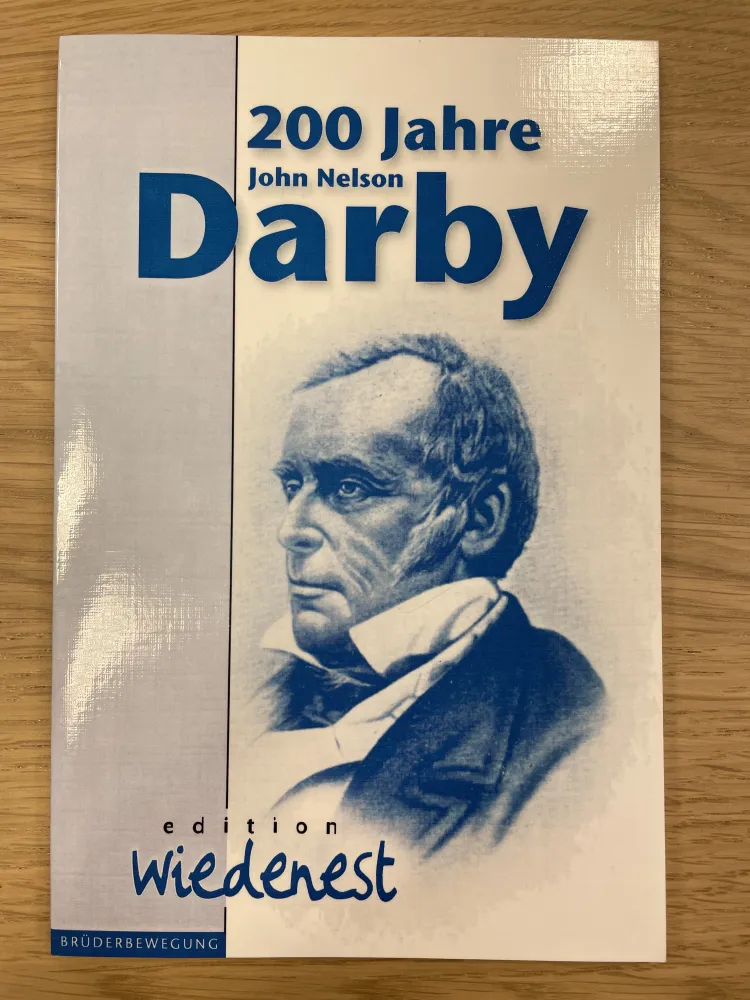 200 Jahre
John Nelson
Darby
edition
wiedenest
BRÜDERBEWEGUNG